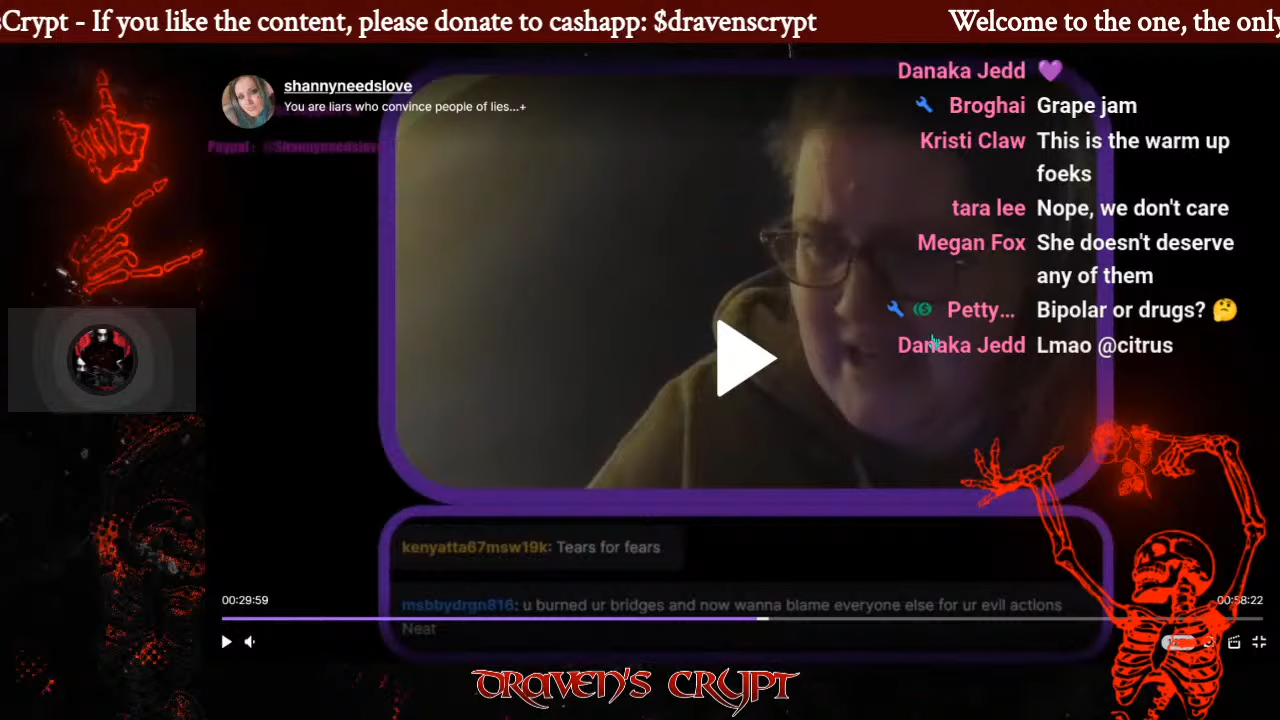 sCrypt - If you like the content, please donate to cashapp: $dravenscrypt
Welcome to the one, the only
shannyneedslove
You are liars who convince people of lies...+
Paypal : @Shannyneedslove
Danaka Jedd 💜
Broghai Grape jam
Kristi Claw This is the warm up
foeks
tara lee Nope, we don't care
Megan Fox She doesn't deserve
any of them
Petty... Bipolar or drugs? 🤔
Danaka Jedd Lmao @citrus
kenyatta67msw19k: Tears for fears
00:29:59
msbbydrgn816: u burned ur bridges and now wanna blame everyone else for ur evil actions
Neat
00:58:22
DRAVEN'S CRYPT